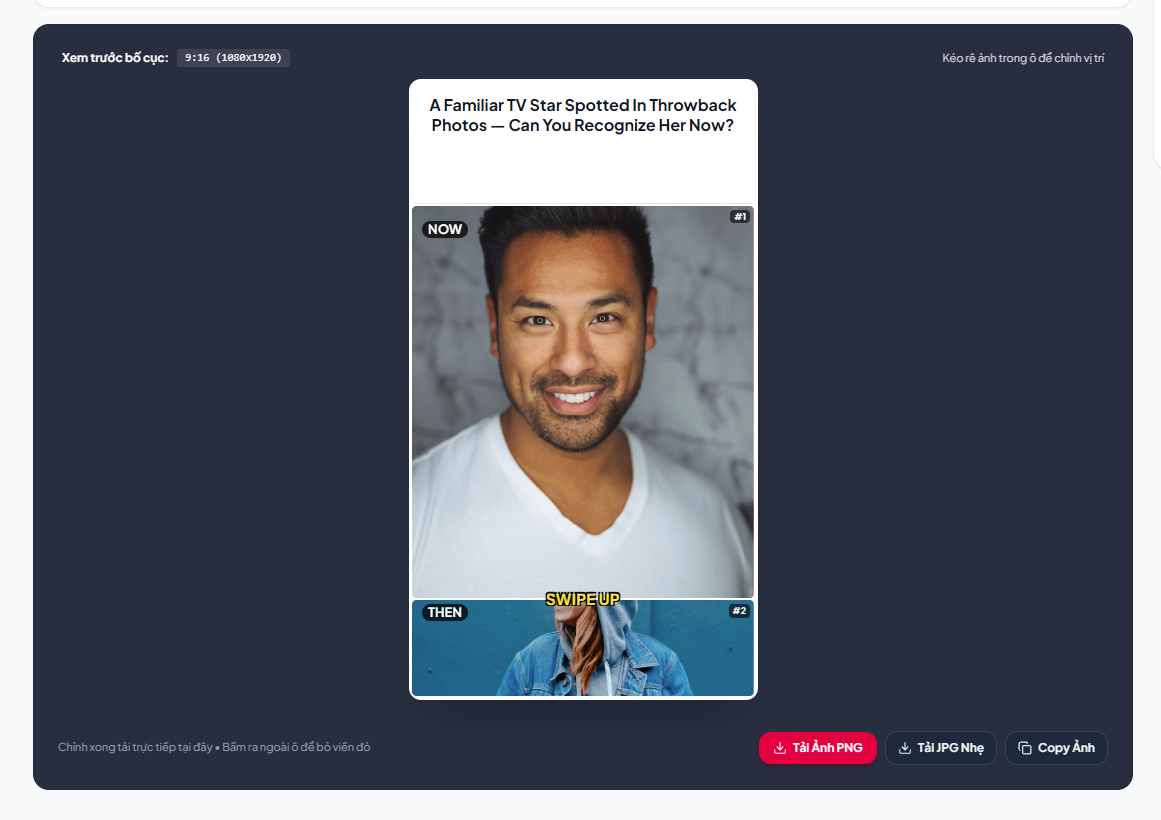 Xem trước bố cục: 9:16 (1080x1920)
Kéo rê ảnh trong ô để chỉnh vị trí
A Familiar TV Star Spotted In Throwback
Photos — Can You Recognize Her Now?
NOW
#1
SWIPE UP
THEN
#2
Chỉnh xong tải trực tiếp tại đây • Bấm ra ngoài ô để bỏ viền đỏ
Tải Ảnh PNG
Tải JPG Nhẹ
Copy Ảnh